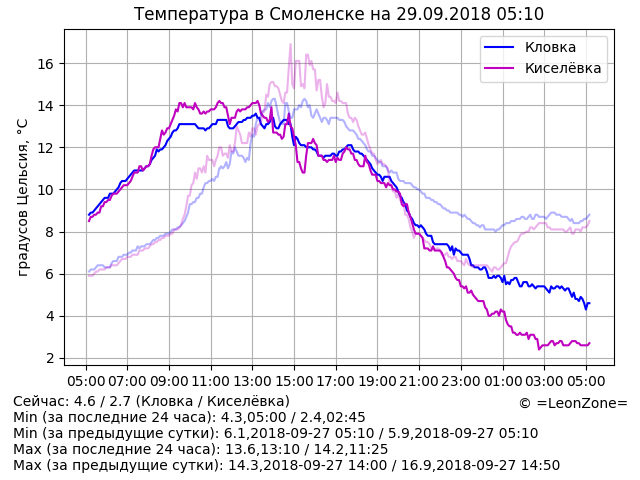 Температура в Смоленске на 29.09.2018 05:10
Кловка
Киселёвка
градусов Цельсия, °C
16
14
12
10
8
6
4
2
05:00 07:00 09:00 11:00 13:00 15:00 17:00 19:00 21:00 23:00 01:00 03:00 05:00
Сейчас: 4.6 / 2.7 (Кловка / Киселёвка)
© =LeonZone=
Min (за последние 24 часа): 4.3,05:00 / 2.4,02:45
Min (за предыдущие сутки): 6.1,2018-09-27 05:10 / 5.9,2018-09-27 05:10
Max (за последние 24 часа): 13.6,13:10 / 14.2,11:25
Max (за предыдущие сутки): 14.3,2018-09-27 14:00 / 16.9,2018-09-27 14:50